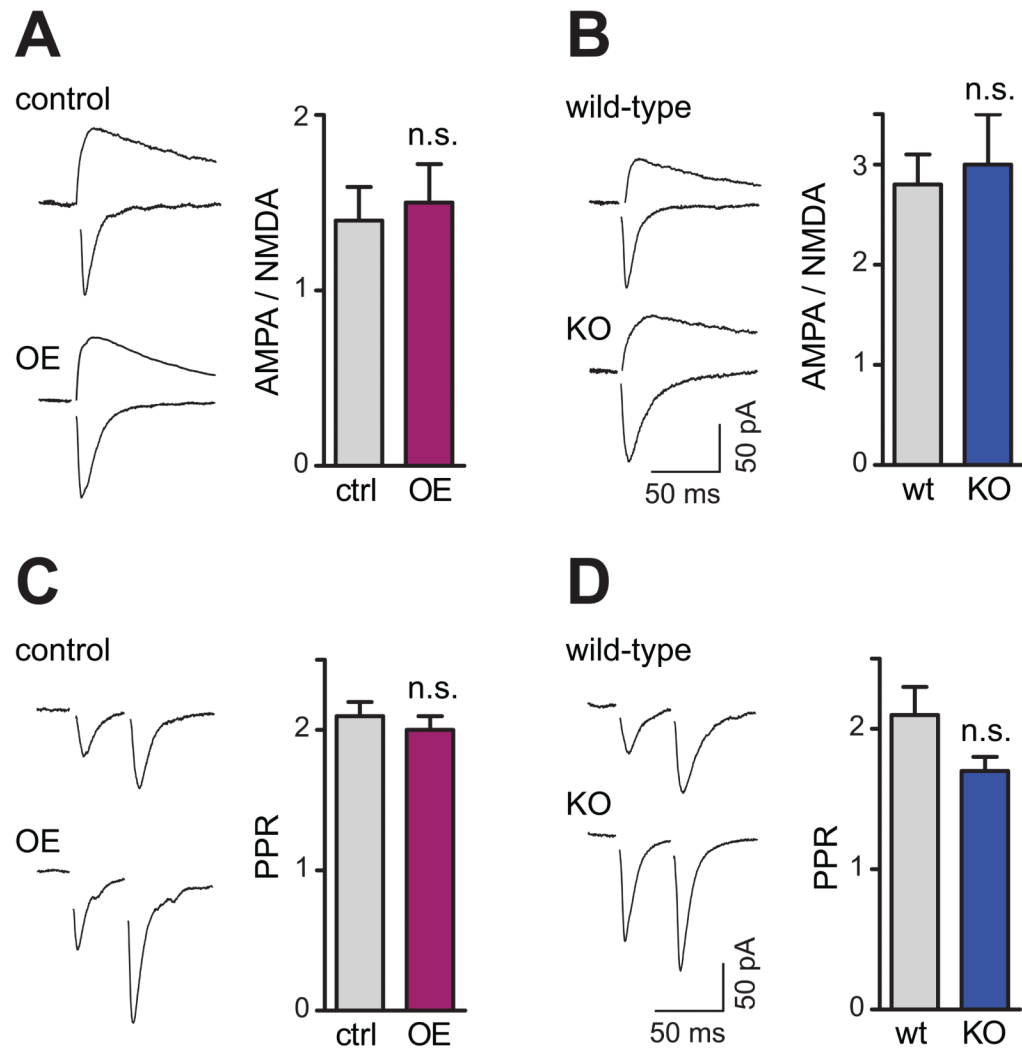 A
control
OE
AMPA / NMDA
2
1
0
n.s.
ctrl OE
B
wild-type
KO
50 pA
50 ms
AMPA / NMDA
3
2
1
0
n.s.
wt KO
C
control
OE
PPR
2
1
0
n.s.
ctrl OE
D
wild-type
KO
50 pA
50 ms
PPR
2
1
0
n.s.
wt KO